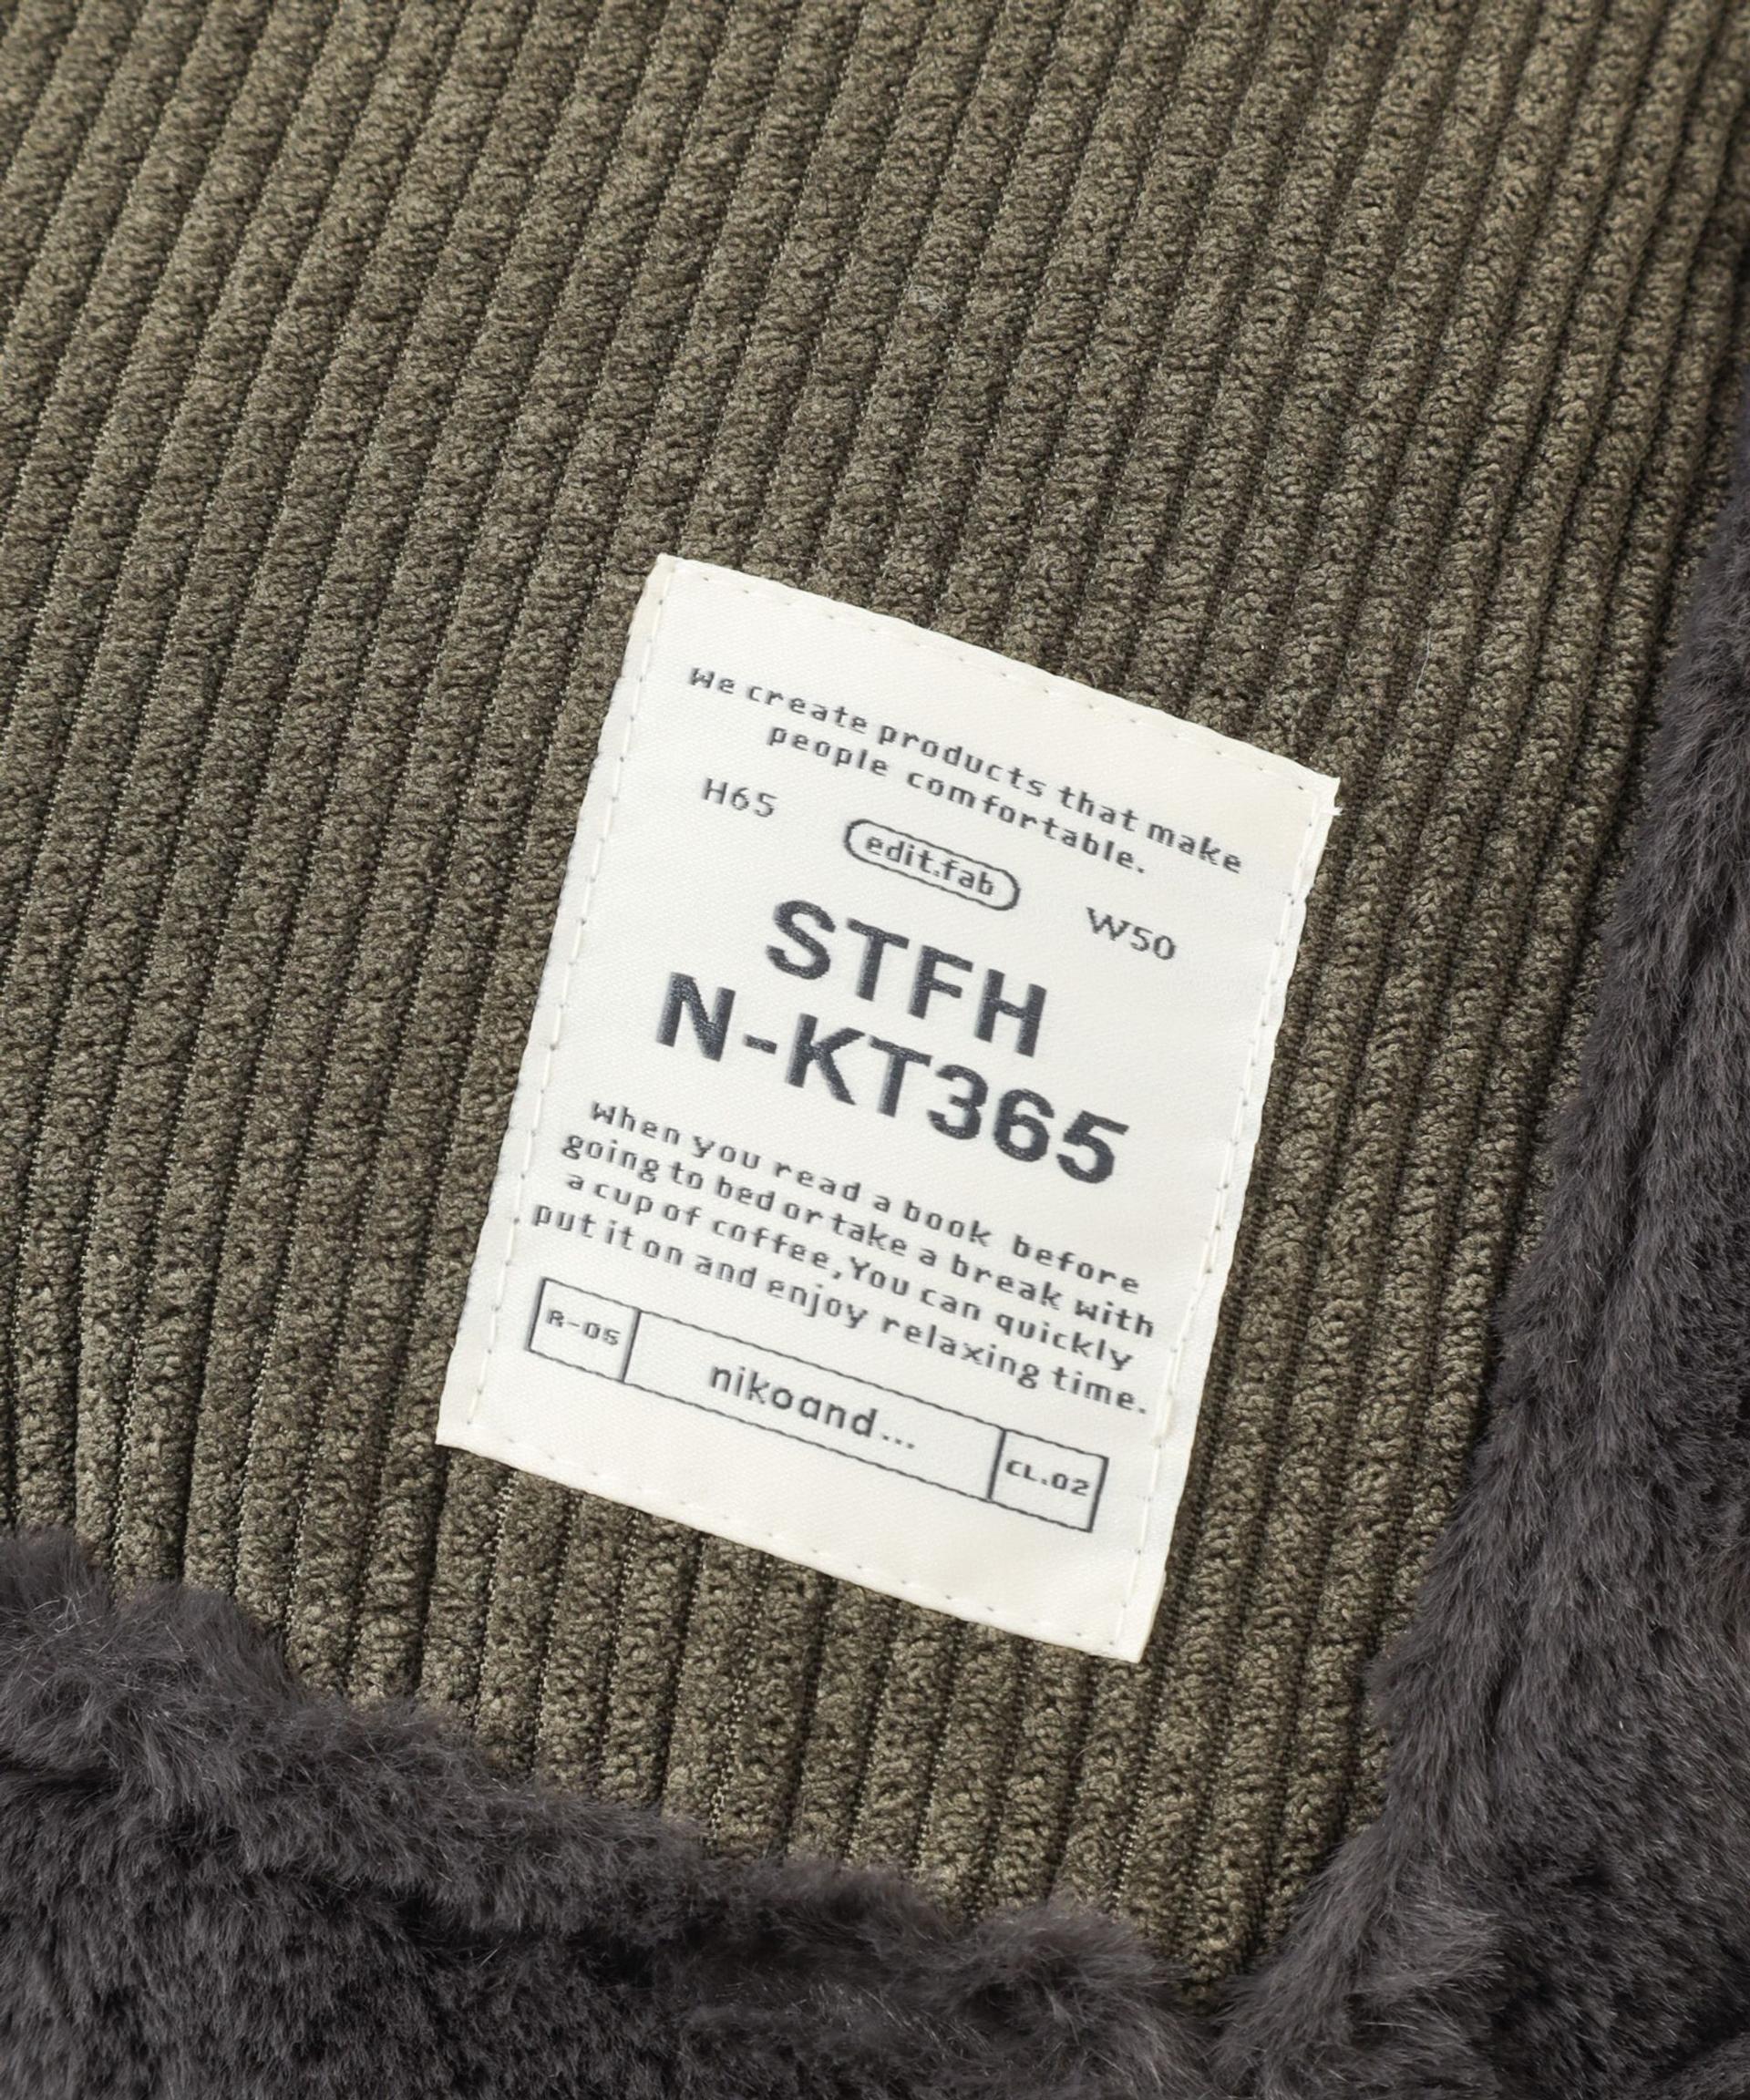 We create products that make
people comfortable.
H65
edit.fab
W50
STFH
N-KT365
When you read a book before
going to bed or take a break with
a cup of coffee,You can quickly
put it on and enjoy relaxing time.
R-05
nikoand...
CL.02